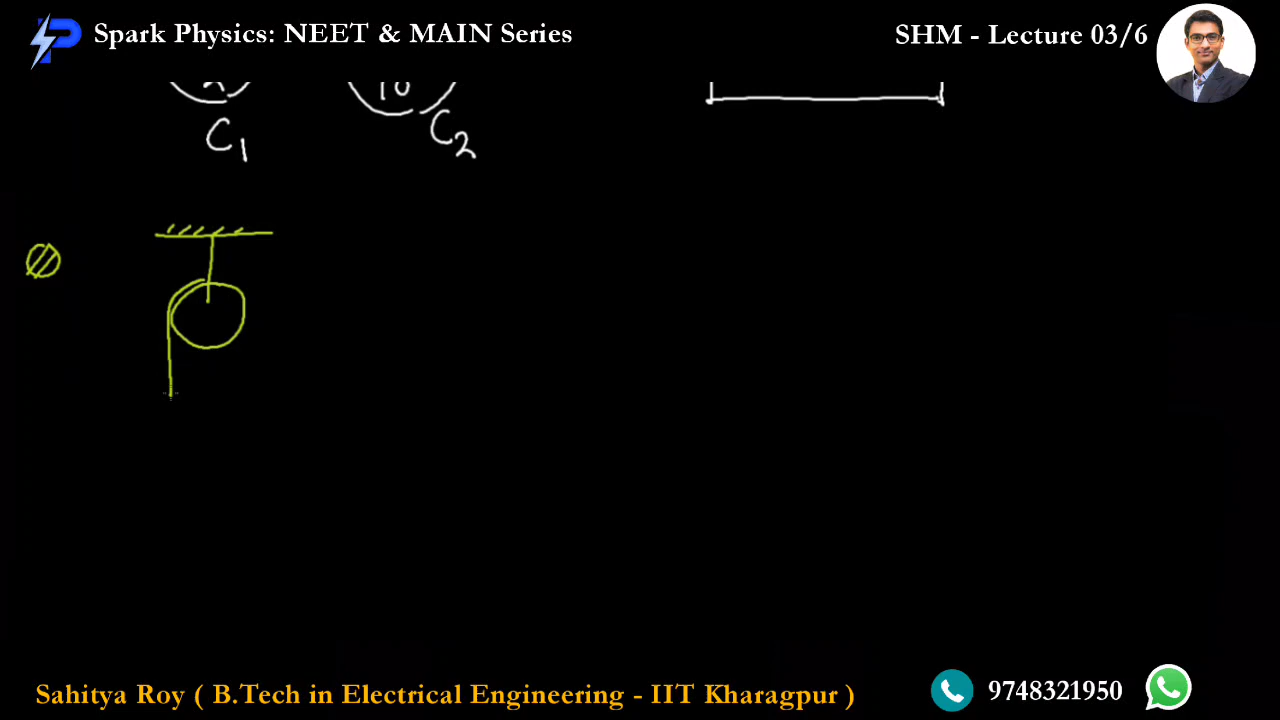 Spark Physics: NEET & MAIN Series
SHM - Lecture 03/6
10
C1
C2
Sahitya Roy ( B.Tech in Electrical Engineering - IIT Kharagpur )
9748321950